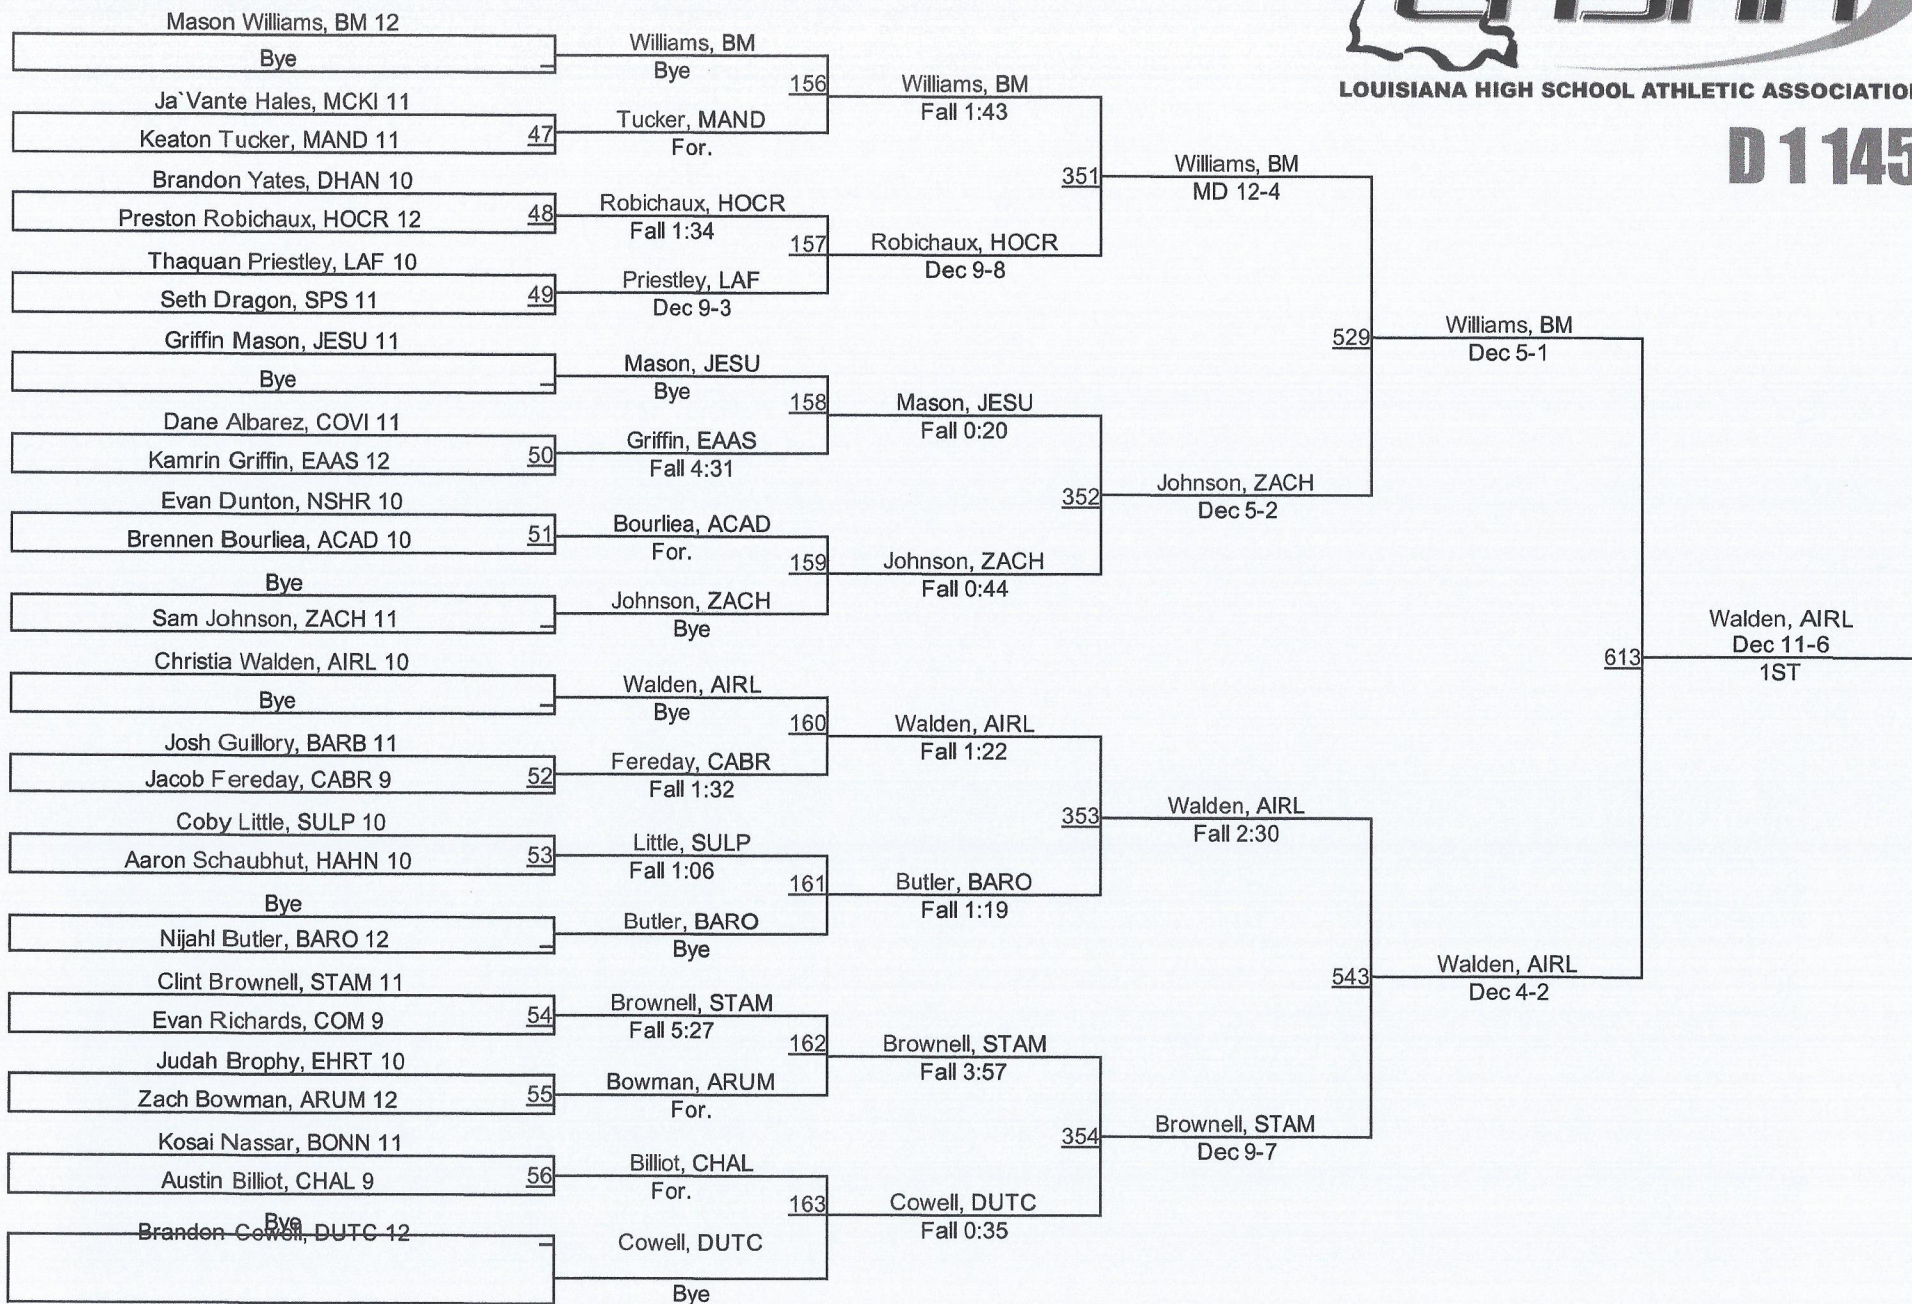 LHSAA
LOUISIANA HIGH SCHOOL ATHLETIC ASSOCIATION
D 1 145
Mason Williams, BM 12
Bye
Ja`Vante Hales, MCKI 11
Keaton Tucker, MAND 11
47
Brandon Yates, DHAN 10
Preston Robichaux, HOCR 12
48
Thaquan Priestley, LAF 10
Seth Dragon, SPS 11
49
Griffin Mason, JESU 11
Bye
Dane Albarez, COVI 11
Kamrin Griffin, EAAS 12
50
Evan Dunton, NSHR 10
Brennen Bourliea, ACAD 10
51
Bye
Sam Johnson, ZACH 11
Christia Walden, AIRL 10
Bye
Josh Guillory, BARB 11
Jacob Fereday, CABR 9
52
Coby Little, SULP 10
Aaron Schaubhut, HAHN 10
53
Bye
Nijahl Butler, BARO 12
Clint Brownell, STAM 11
Evan Richards, COM 9
54
Judah Brophy, EHRT 10
Zach Bowman, ARUM 12
55
Kosai Nassar, BONN 11
Austin Billiot, CHAL 9
56
Bye
Brandon Cowell, DUTC 12
Williams, BM
Bye
156
Tucker, MAND
For.
Robichaux, HOCR
Fall 1:34
157
Priestley, LAF
Dec 9-3
Mason, JESU
Bye
158
Griffin, EAAS
Fall 4:31
Bourliea, ACAD
For.
159
Johnson, ZACH
Bye
Walden, AIRL
Bye
160
Fereday, CABR
Fall 1:32
Little, SULP
Fall 1:06
161
Butler, BARO
Bye
Brownell, STAM
Fall 5:27
162
Bowman, ARUM
For.
Billiot, CHAL
For.
163
Cowell, DUTC
Bye
Williams, BM
Fall 1:43
351
Robichaux, HOCR
Dec 9-8
Mason, JESU
Fall 0:20
352
Johnson, ZACH
Fall 0:44
Walden, AIRL
Fall 1:22
353
Butler, BARO
Fall 1:19
Brownell, STAM
Fall 3:57
354
Cowell, DUTC
Fall 0:35
Williams, BM
MD 12-4
529
Johnson, ZACH
Dec 5-2
Walden, AIRL
Fall 2:30
543
Brownell, STAM
Dec 9-7
Williams, BM
Dec 5-1
613
Walden, AIRL
Dec 4-2
Walden, AIRL
Dec 11-6
1ST